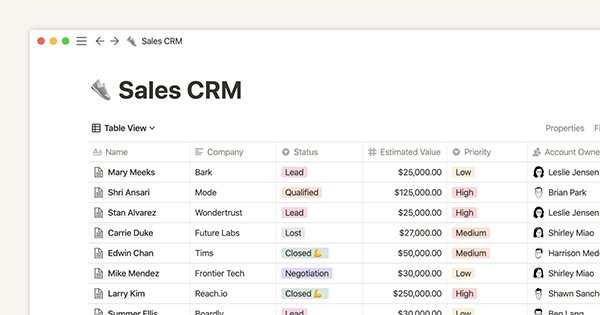 Sales CRM
Sales CRM
Table View Properties
Aa Name Company Status # Estimated Value Priority Account Owne
Mary Meeks Bark Lead $25,000.00 Low Leslie Jensen
Shri Ansari Mode Qualified $125,000.00 High Brian Park
Stan Alvarez Wondertrust Lead $25,000.00 High Leslie Jensen
Carrie Duke Future Labs Lost $27,000.00 Medium Shirley Miao
Edwin Chan Tims Closed💪 $50,000.00 Medium Harrison Medo
Mike Mendez Frontier Tech Negotiation $30,000.00 Low Shirley Miao
Larry Kim Reach.io Closed💪 $250,000.00 High Shawn Sanch
Summer Ellis Boardly Lead $30,000.00 Low Ben Lang